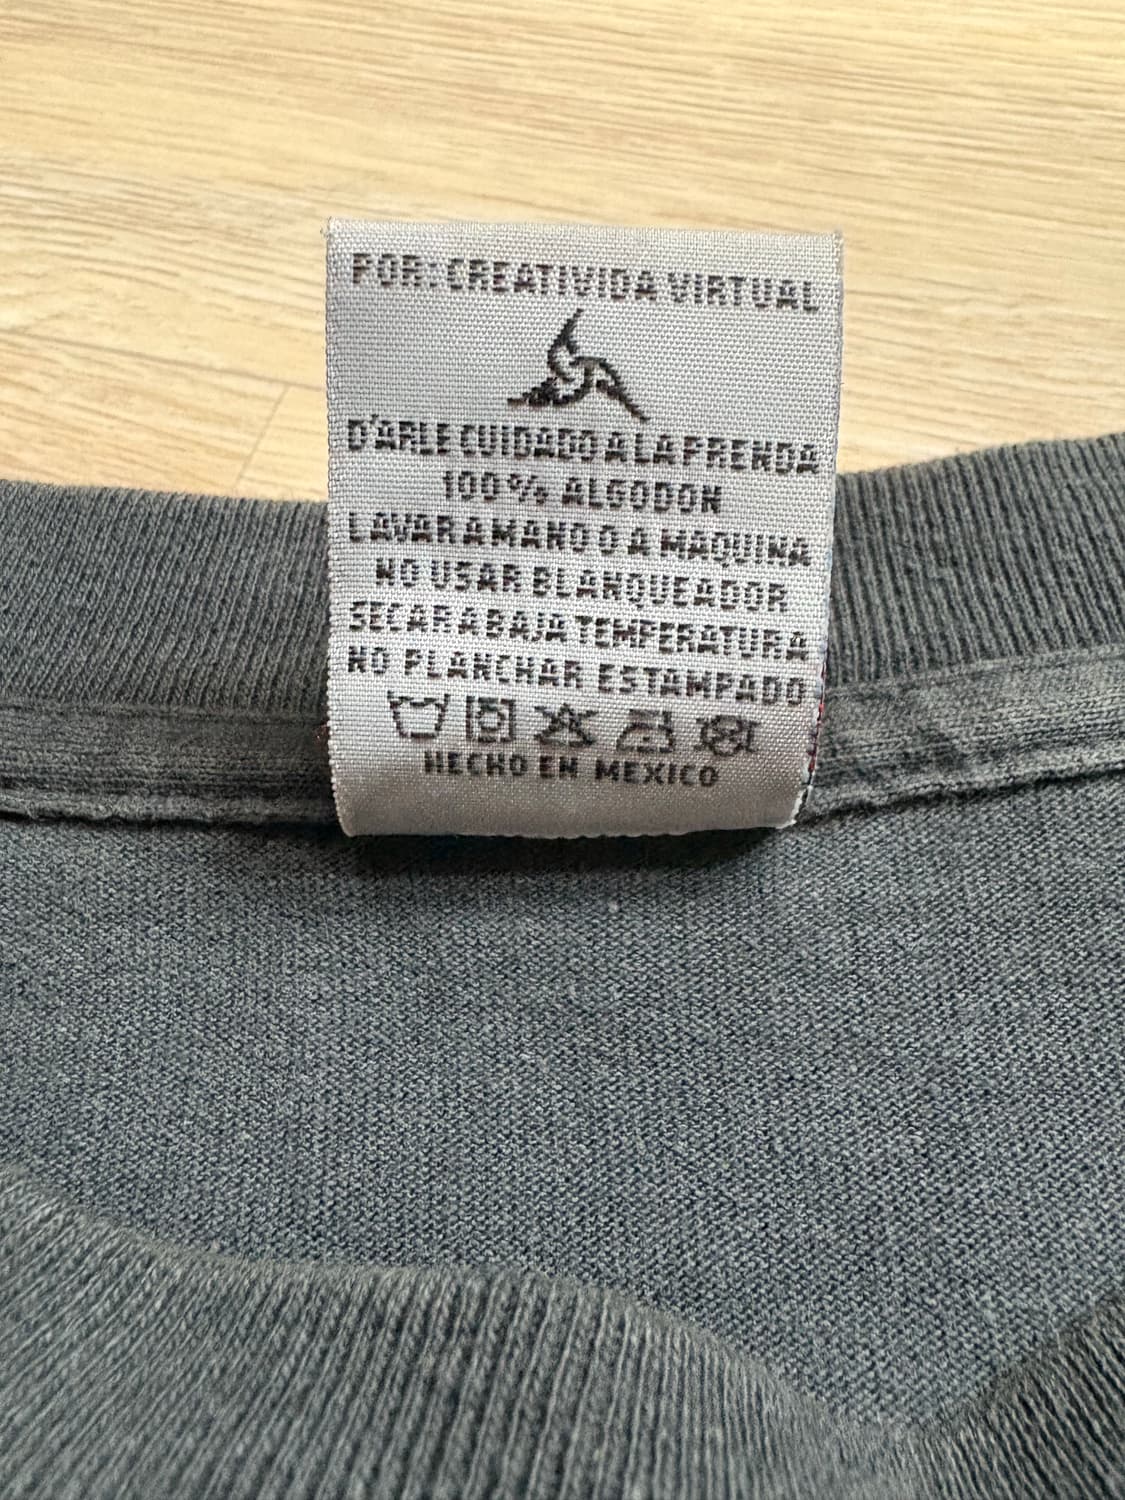 POR: CREATIVIDA VIRTUAL
D'ARLE CUIDADO A LA PRENDA
100% ALGODON
LAVAR A MANO O A MAQUINA
NO USAR BLANQUEADOR
SECAR A BAJA TEMPERATURA
NO PLANCHAR ESTAMPADO
HECHO EN MEXICO